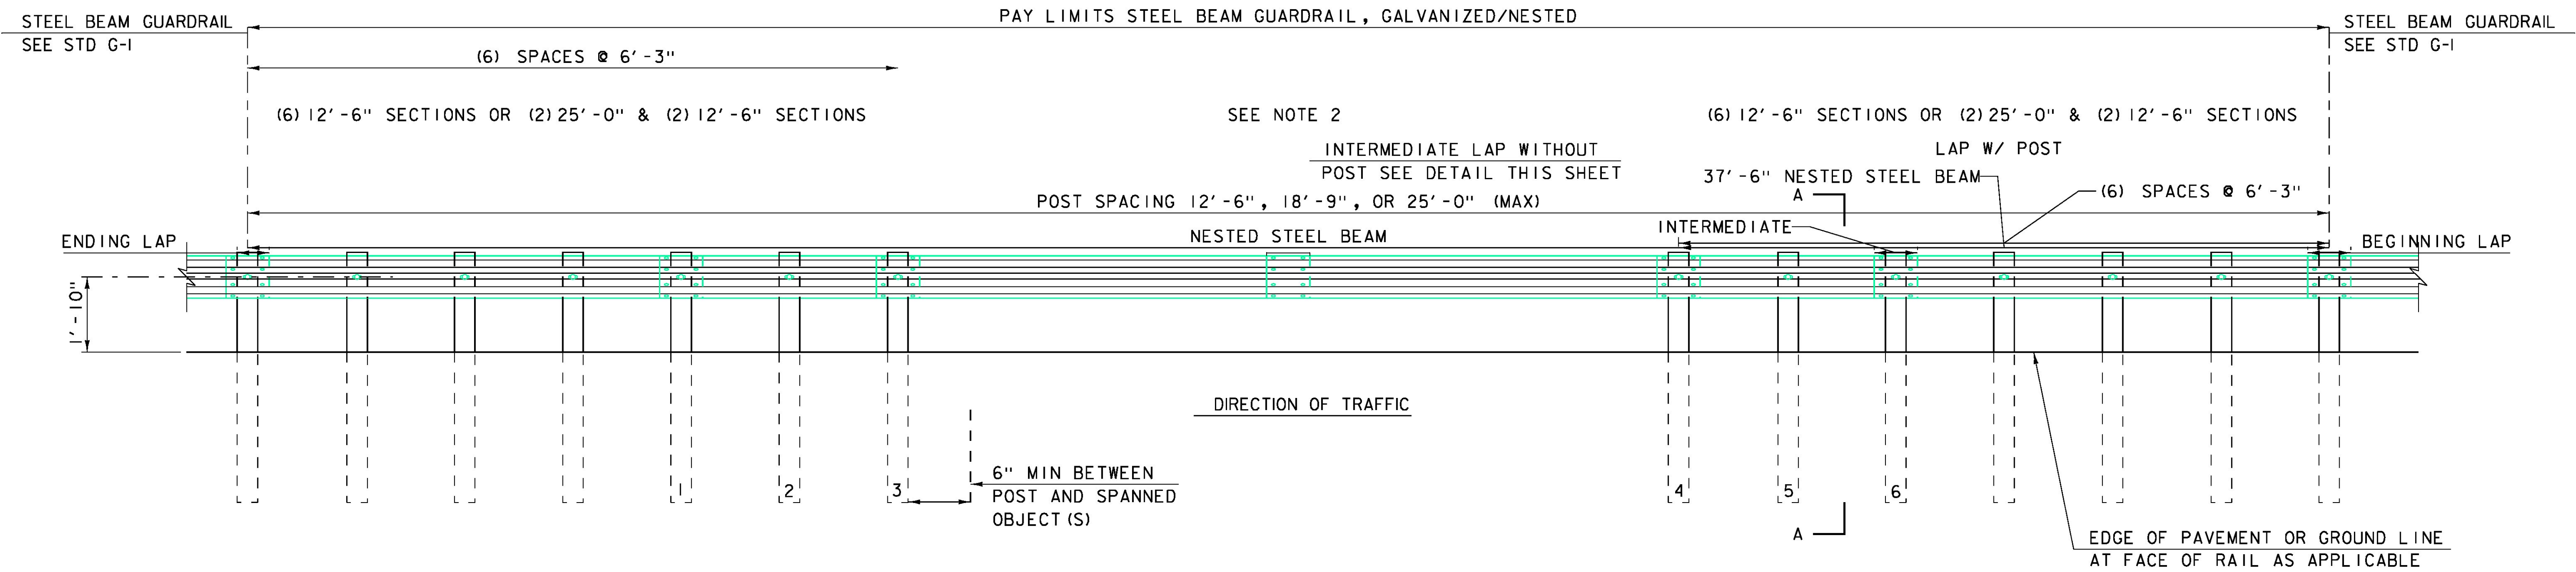 PAY LIMITS STEEL BEAM GUARDRAIL, GALVANIZED/NESTED
STEEL BEAM GUARDRAIL
SEE STD G-1
STEEL BEAM GUARDRAIL
SEE STD G-1
(6) SPACES @ 6'-3"
(6) 12'-6" SECTIONS OR (2) 25'-0" & (2) 12'-6" SECTIONS
SEE NOTE 2
(6) 12'-6" SECTIONS OR (2) 25'-0" & (2) 12'-6" SECTIONS
INTERMEDIATE LAP WITHOUT
POST SEE DETAIL THIS SHEET
LAP W/ POST
37'-6" NESTED STEEL BEAM
A
(6) SPACES @ 6'-3"
POST SPACING 12'-6", 18'-9", OR 25'-0" (MAX)
INTERMEDIATE
ENDING LAP
NESTED STEEL BEAM
BEGINNING LAP
1'-10"
DIRECTION OF TRAFFIC
6" MIN BETWEEN
POST AND SPANNED
OBJECT(S)
1
2
3
4
5
6
A
EDGE OF PAVEMENT OR GROUND LINE
AT FACE OF RAIL AS APPLICABLE